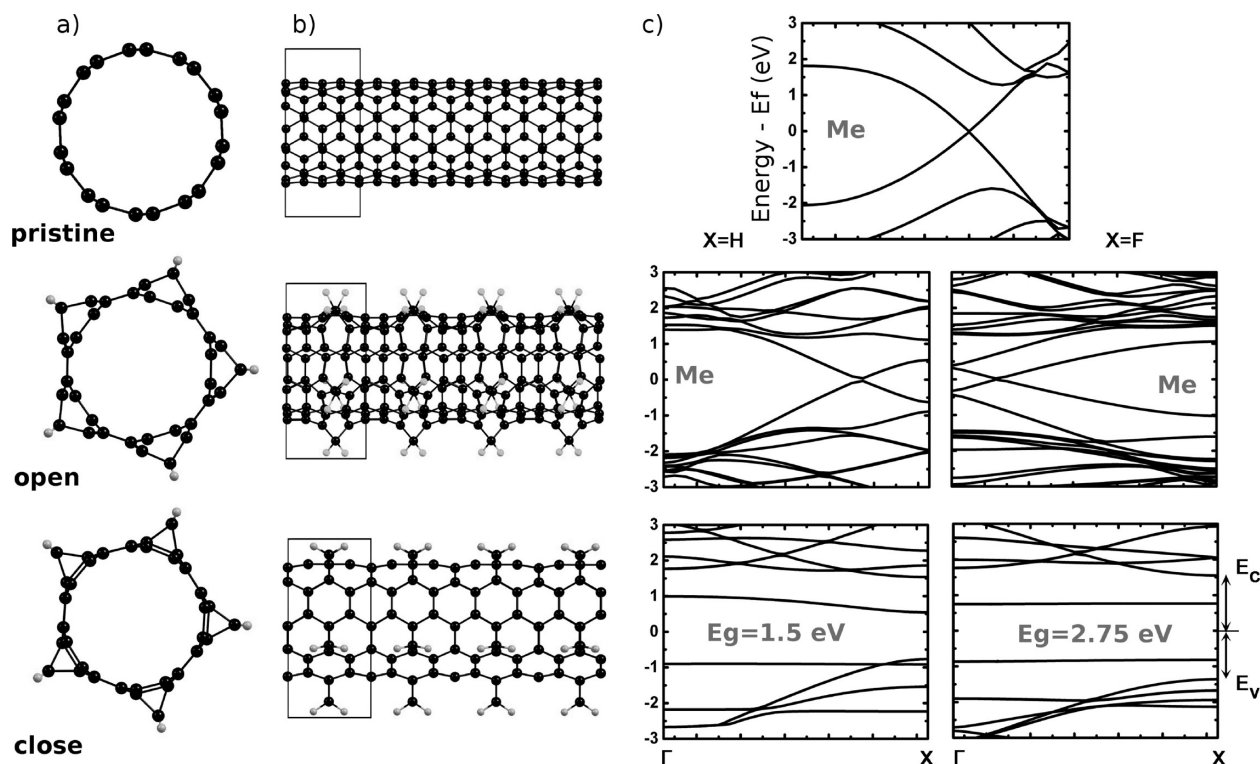 a)
b)
c)
pristine
open
close
Energy - Ef (eV)
3
2
1
0
-1
-2
-3
Me
X=H
X=F
3
2
1
0
-1
-2
-3
Me
Me
3
2
1
0
-1
-2
-3
Eg=1.5 eV
Eg=2.75 eV
Ec
Ev
Γ
X
Γ
X